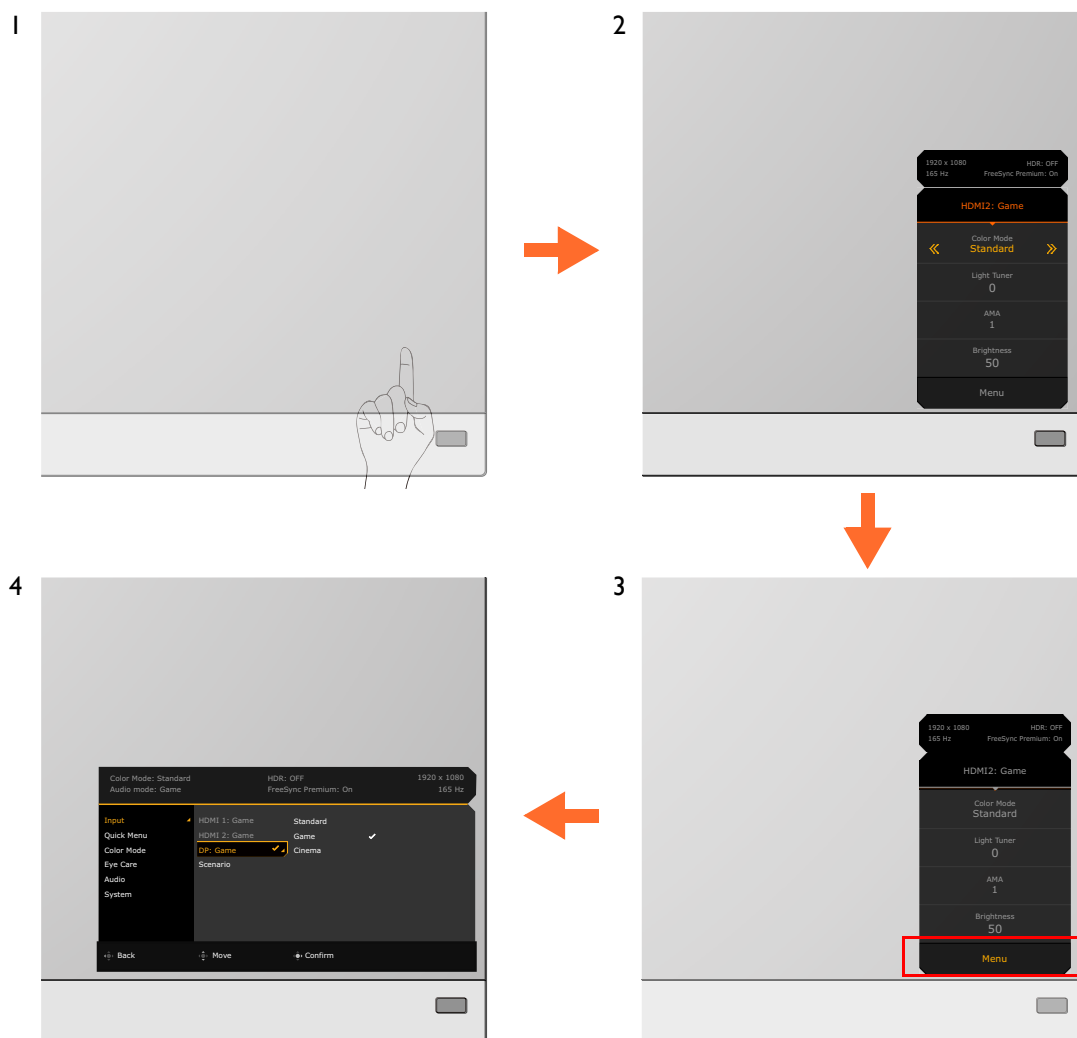 1
2
1920 x 1080 HDR: OFF
165 Hz FreeSync Premium: On
HDMI2: Game
Color Mode
Standard
Light Tuner
0
AMA
1
Brightness
50
Menu
3
1920 x 1080 HDR: OFF
165 Hz FreeSync Premium: On
HDMI2: Game
Color Mode
Standard
Light Tuner
0
AMA
1
Brightness
50
Menu
4
Color Mode: Standard HDR: OFF 1920 x 1080
Audio mode: Game FreeSync Premium: On 165 Hz
Input HDMI 1: Game Standard
Quick Menu HDMI 2: Game Game
Color Mode DP: Game Cinema
Eye Care Scenario
Audio
System
Back Move Confirm